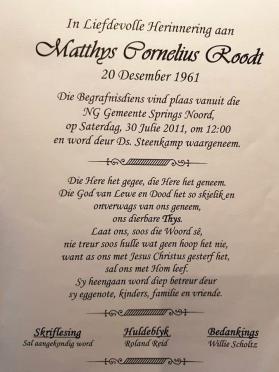 In Liefdevolle Herinnering aan
Matthys Cornelius Roodt
20 Desember 1961
Die Begrafnisdiens vind plaas vanuit die
NG Gemeente Springs Noord,
op Saterdag, 30 Julie 2011, om 12:00
en word deur Ds. Steenkamp waargeneem.
Die Here het gegee, die Here het geneem.
Die God van Lewe en Dood het so skielik en
onverwags van ons geneem,
ons dierbare Thys.
Laat ons, soos die Woord sê,
nie treur soos hulle wat geen hoop het nie,
want as ons met Jesus Christus gesterf het,
sal ons met Hom leef.
Sy heengaan word diep betreur deur
sy eggenote, kinders, familie en vriende.
Skriflesing Huldeblyk Bedankings
Sal aangekondig word Roland Reid Willie Scholtz